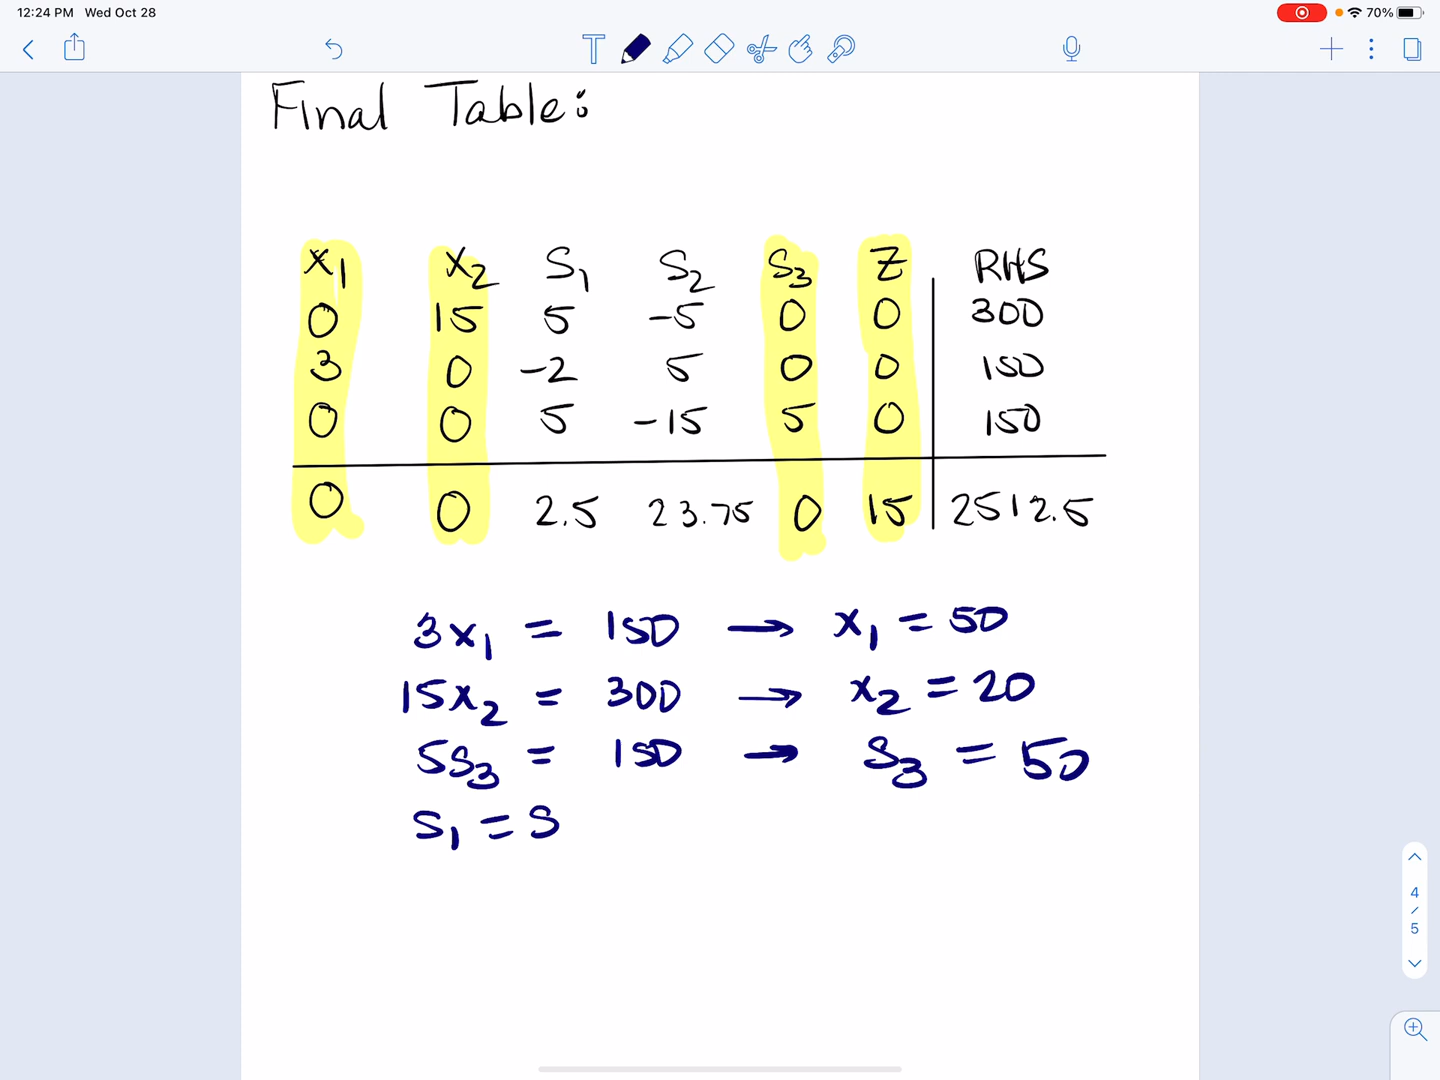 12:24 PM Wed Oct 28 70%
T
Final Table:
x₁ x₂ S₁ S₂ S₃ Z RHS
0 15 5 -5 0 0 300
3 0 -2 5 0 0 150
0 0 5 -15 5 0 150
0 0 2.5 23.75 0 15 2512.5
3x₁ = 150 → x₁ = 50
15x₂ = 300 → x₂ = 20
5S₃ = 150 → S₃ = 50
S₁ = S
4
/
5